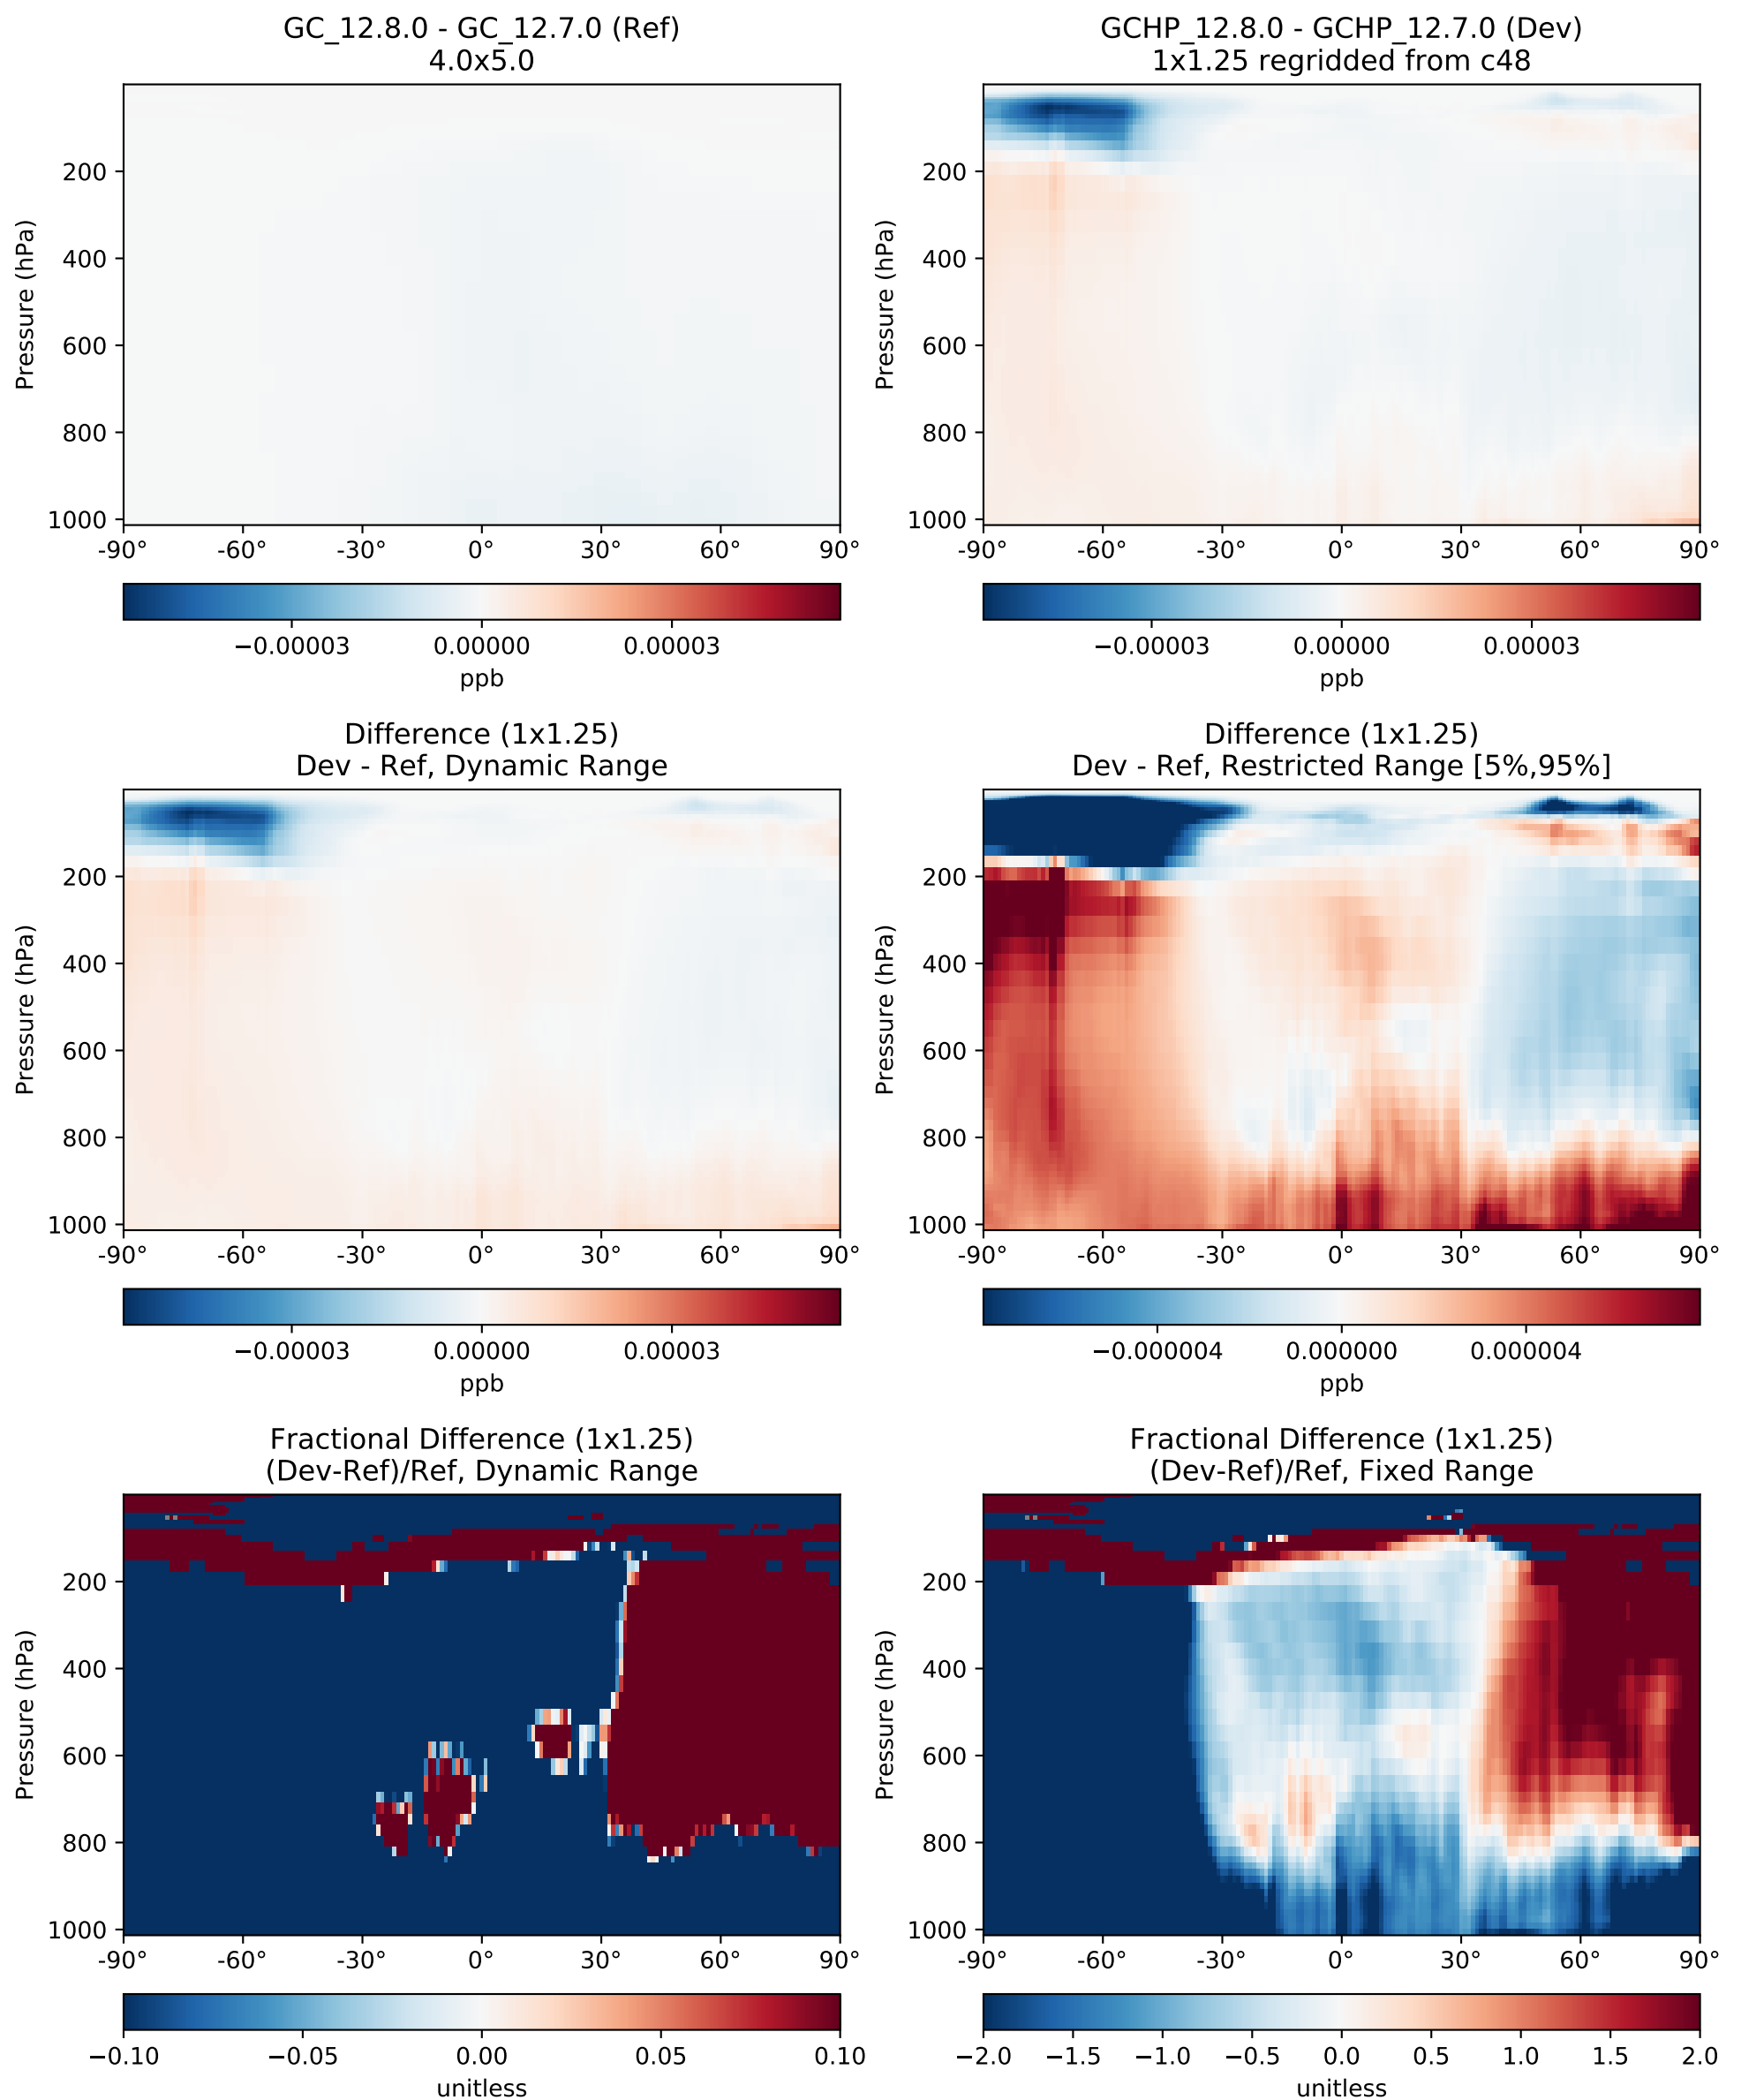 GC_12.8.0 - GC_12.7.0 (Ref)
4.0x5.0
Pressure (hPa)
200
400
600
800
1000
-90° -60° -30° 0° 30° 60° 90°
−0.00003 0.00000 0.00003
ppb
GCHP_12.8.0 - GCHP_12.7.0 (Dev)
1x1.25 regridded from c48
Pressure (hPa)
200
400
600
800
1000
-90° -60° -30° 0° 30° 60° 90°
−0.00003 0.00000 0.00003
ppb
Difference (1x1.25)
Dev - Ref, Dynamic Range
Pressure (hPa)
200
400
600
800
1000
-90° -60° -30° 0° 30° 60° 90°
−0.00003 0.00000 0.00003
ppb
Difference (1x1.25)
Dev - Ref, Restricted Range [5%,95%]
Pressure (hPa)
200
400
600
800
1000
-90° -60° -30° 0° 30° 60° 90°
−0.000004 0.000000 0.000004
ppb
Fractional Difference (1x1.25)
(Dev-Ref)/Ref, Dynamic Range
Pressure (hPa)
200
400
600
800
1000
-90° -60° -30° 0° 30° 60° 90°
−0.10 −0.05 0.00 0.05 0.10
unitless
Fractional Difference (1x1.25)
(Dev-Ref)/Ref, Fixed Range
Pressure (hPa)
200
400
600
800
1000
-90° -60° -30° 0° 30° 60° 90°
−2.0 −1.5 −1.0 −0.5 0.0 0.5 1.0 1.5 2.0
unitless